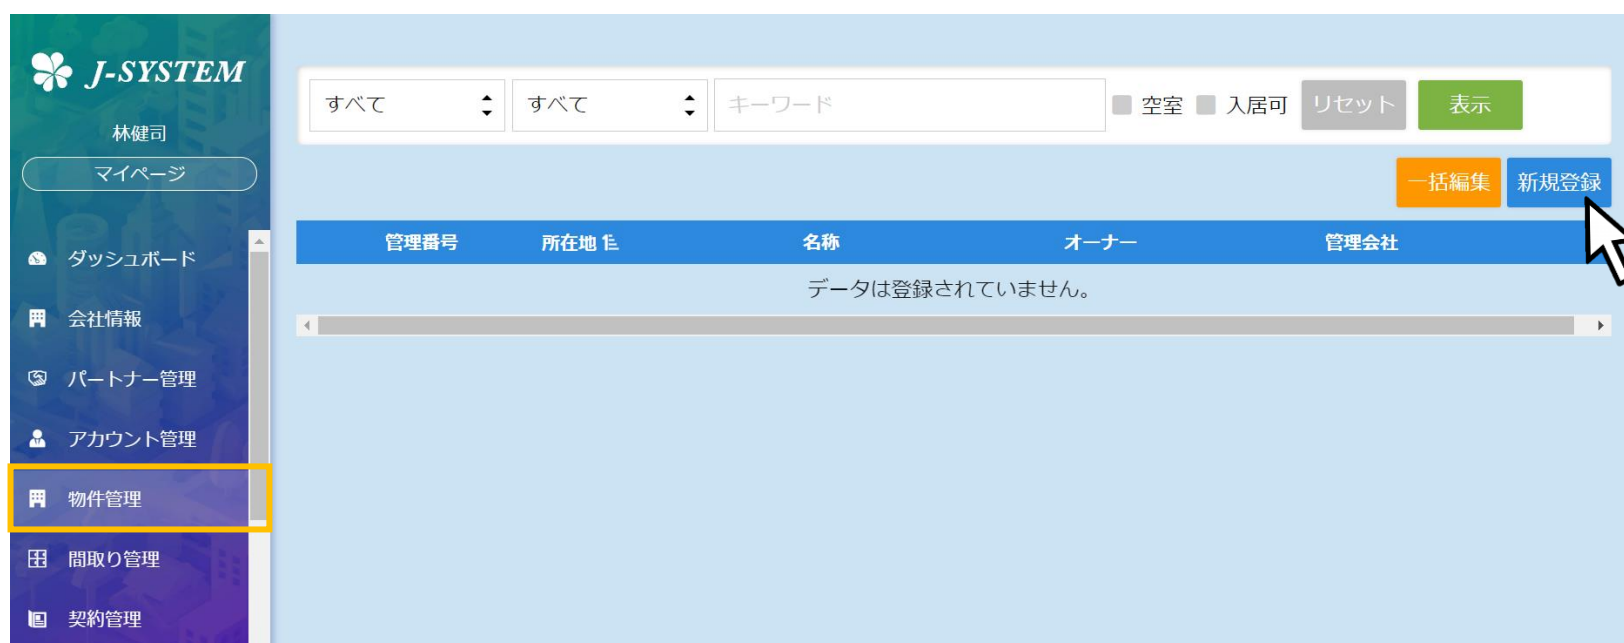 J-SYSTEM
林健司
マイページ
ダッシュボード
会社情報
パートナー管理
アカウント管理
物件管理
間取り管理
契約管理
すべて すべて キーワード 空室 入居可 リセット 表示
一括編集 新規登録
管理番号 所在地 名称 オーナー 管理会社
データは登録されていません。